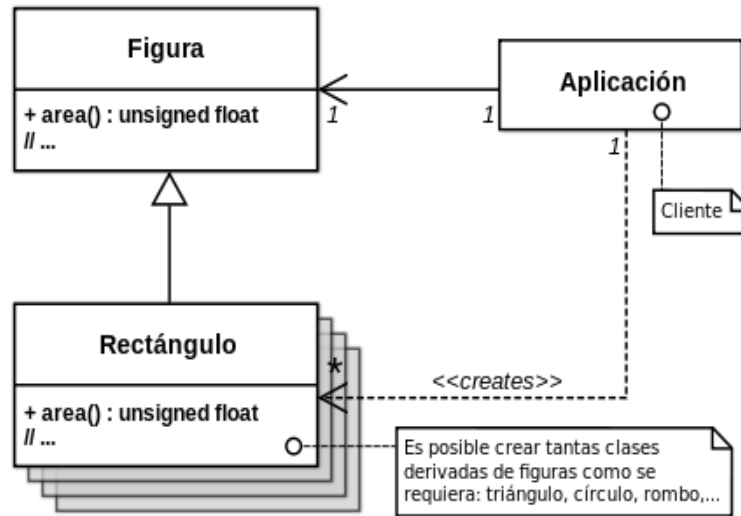 Figura
+ area() : unsigned float
// ...
Aplicación
1
1
1
Cliente
Rectángulo
+ area() : unsigned float
// ...
*
<<creates>>
Es posible crear tantas clases
derivadas de figuras como se
requiera: triángulo, círculo, rombo,...